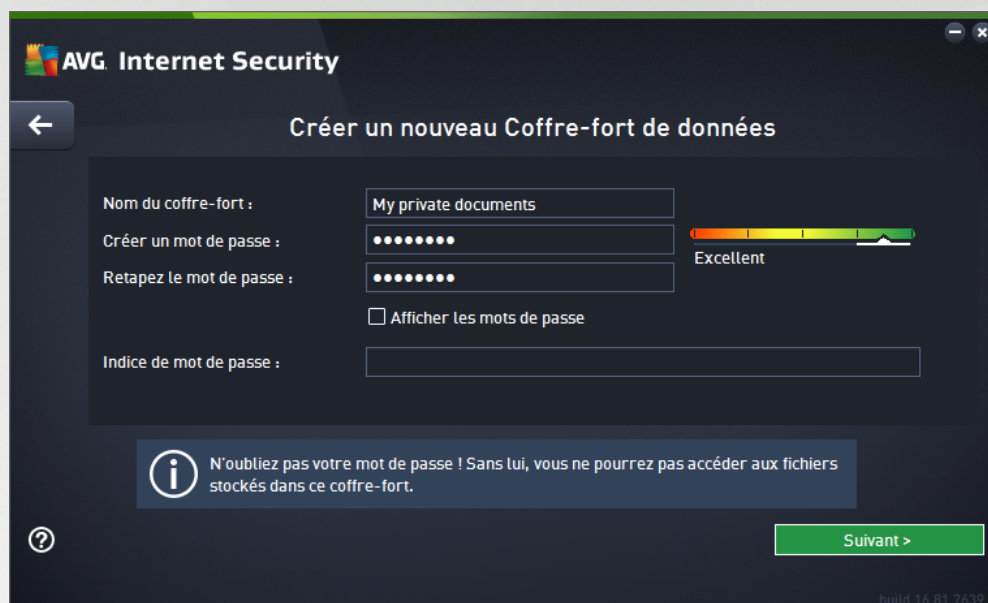 AVG Internet Security
Créer un nouveau Coffre-fort de données
Nom du coffre-fort :
My private documents
Créer un mot de passe :
••••••••
Excellent
Retapez le mot de passe :
••••••••
Afficher les mots de passe
Indice de mot de passe :
N'oubliez pas votre mot de passe ! Sans lui, vous ne pourrez pas accéder aux fichiers
stockés dans ce coffre-fort.
?
Suivant >
build 16.81.7639